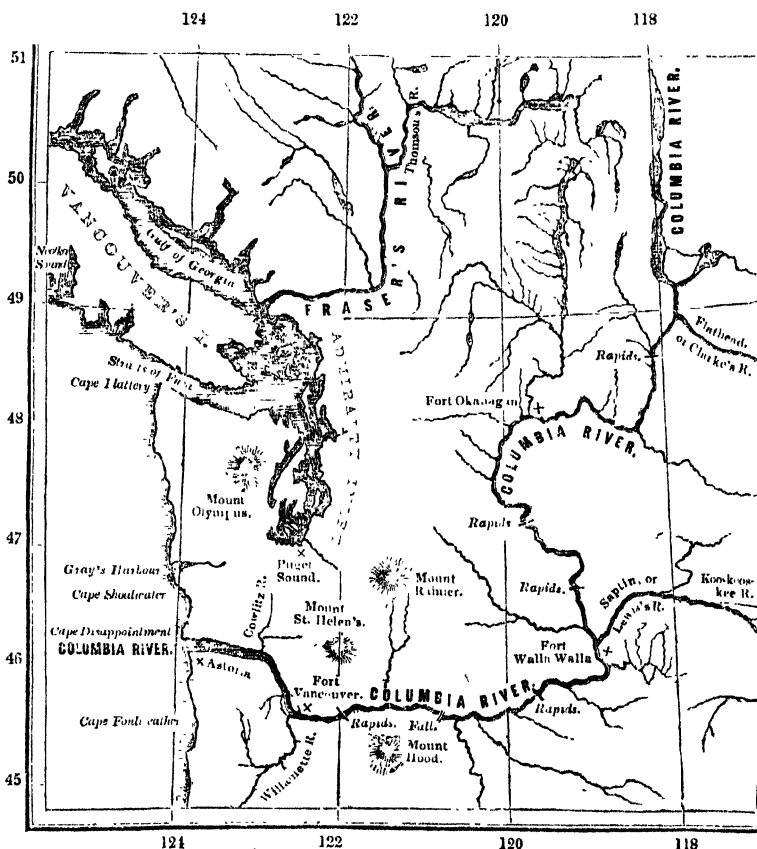 124 122 120 118
51
50
49
48
47
46
45
FRASER'S RIVER.
Thomson's R.
COLUMBIA RIVER.
VANCOUVER'S I.
Gulf of Georgia
Nootka
Sound
Straits of Fuca
Cape Flattery
ADMIRALTY INLET
Flathead,
or Clarke's R.
Rapids.
Fort Okanagan
COLUMBIA RIVER.
Mount
Olympus.
Rapids
Puget
Sound.
Gray's Harbour
Cape Shoalwater
Mount
Rainier.
Rapids.
Saptin, or
Lewis's R.
Kooskoos-
kee R.
Cowlitz R.
Mount
St. Helen's.
Cape Disappointment
COLUMBIA RIVER.
Astoria
Fort
Walla Walla
Fort
Vancouver.
COLUMBIA RIVER.
Rapids.
Cape Foulweather
Rapids.
Fall.
Mount
Hood.
Willamette R.
124 122 120 118